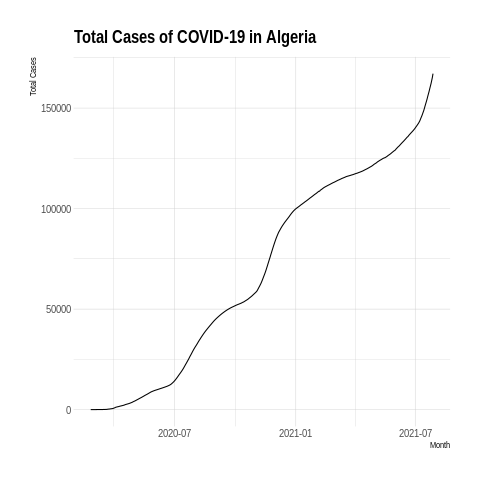 Total Cases of COVID-19 in Algeria
Total Cases
150000
100000
50000
0
2020-07
2021-01
2021-07
Month